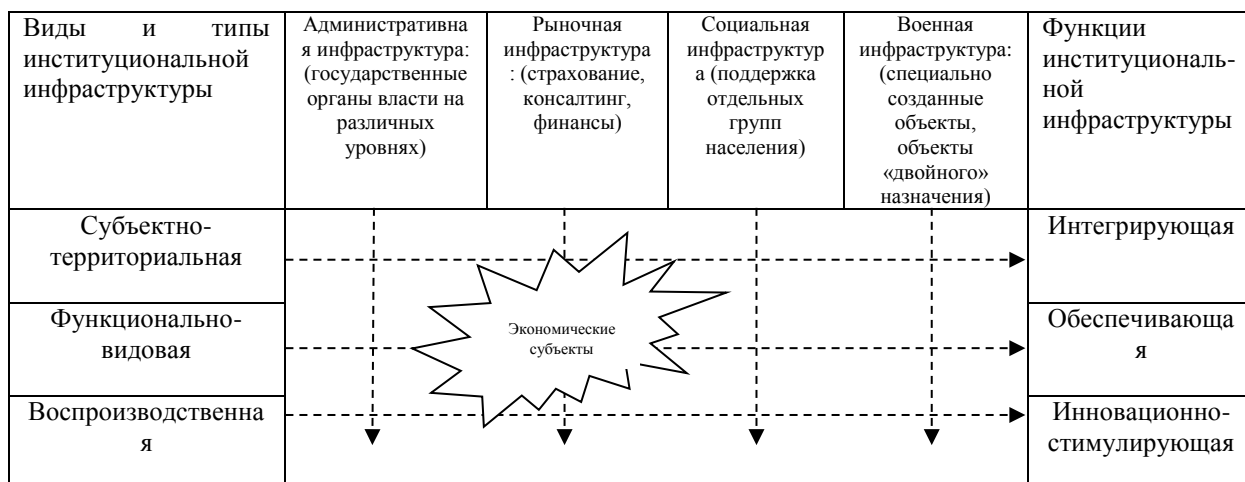 Виды и типы
институциональной
инфраструктуры
Административна
я инфраструктура:
(государственные
органы власти на
различных
уровнях)
Рыночная
инфраструктура
: (страхование,
консалтинг,
финансы)
Социальная
инфраструктур
а (поддержка
отдельных
групп
населения)
Военная
инфраструктура:
(специально
созданные
объекты,
объекты
«двойного»
назначения)
Функции
институциональ-
ной
инфраструктуры
Субъектно-
территориальная
Интегрирующая
Функционально-
видовая
Экономические
субъекты
Обеспечивающа
я
Воспроизводственна
я
Инновационно-
стимулирующая